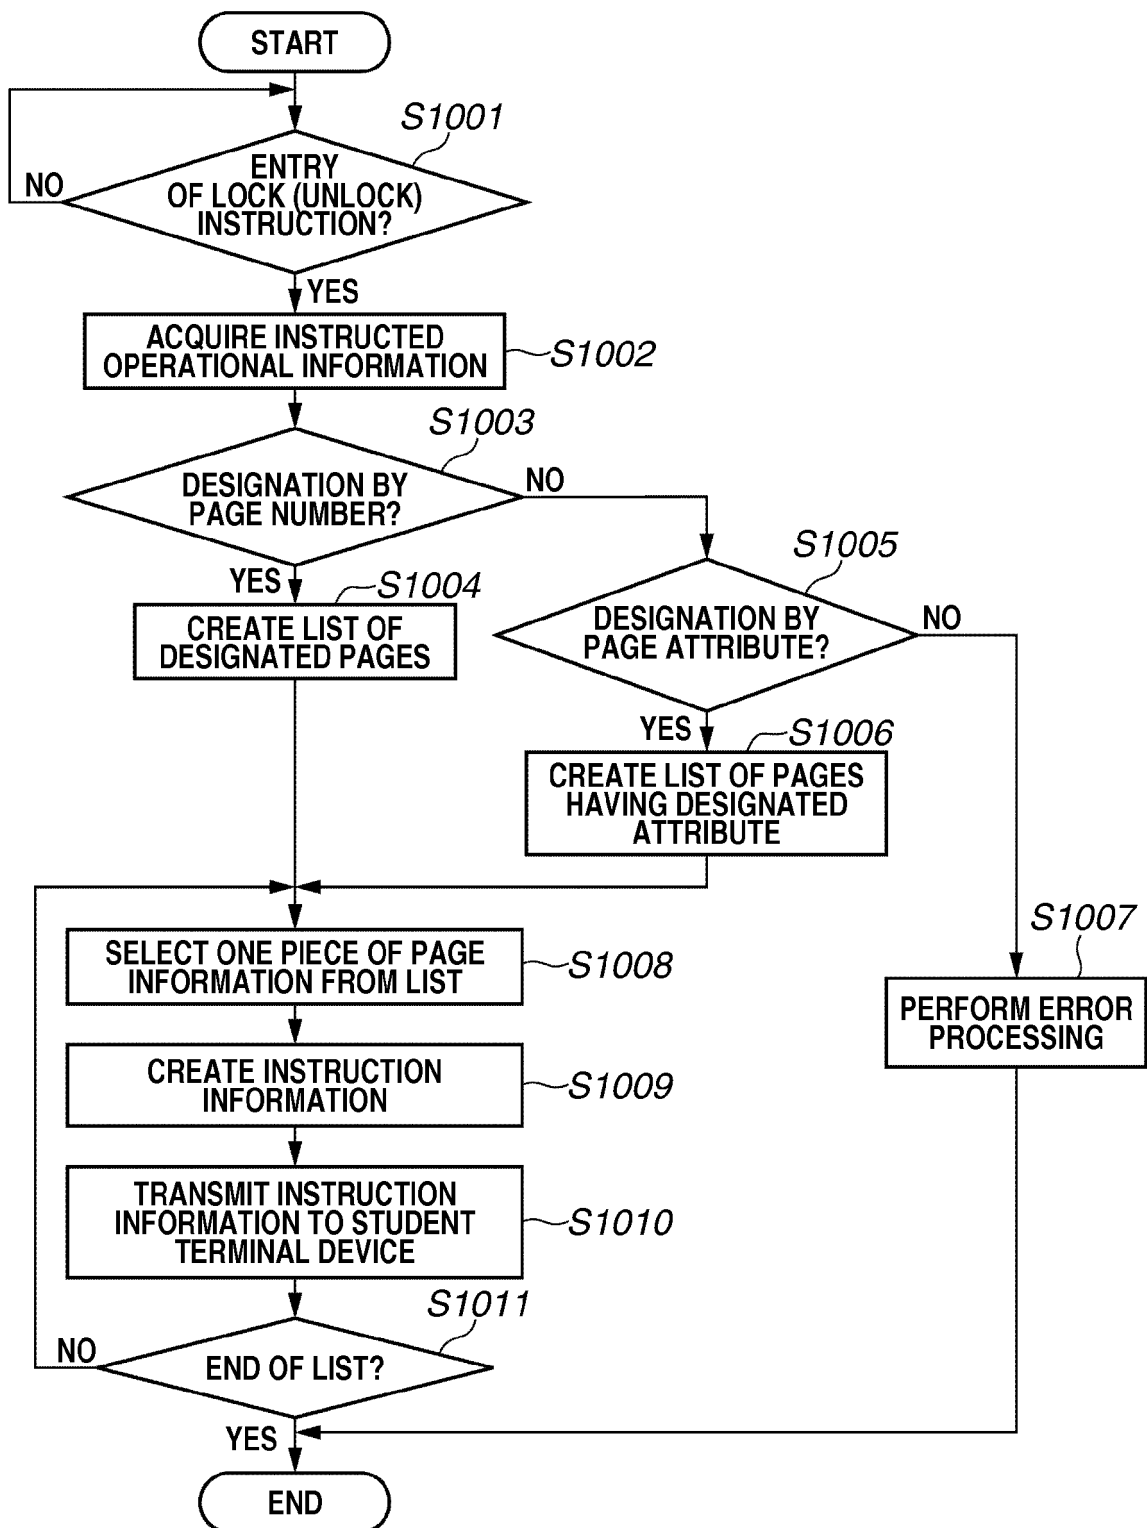 START
S1001
ENTRY
OF LOCK (UNLOCK)
INSTRUCTION?
NO
YES
ACQUIRE INSTRUCTED
OPERATIONAL INFORMATION
S1002
S1003
DESIGNATION BY
PAGE NUMBER?
NO
YES
S1004
CREATE LIST OF
DESIGNATED PAGES
S1005
DESIGNATION BY
PAGE ATTRIBUTE?
NO
YES
S1006
CREATE LIST OF PAGES
HAVING DESIGNATED
ATTRIBUTE
S1007
PERFORM ERROR
PROCESSING
SELECT ONE PIECE OF PAGE
INFORMATION FROM LIST
S1008
CREATE INSTRUCTION
INFORMATION
S1009
TRANSMIT INSTRUCTION
INFORMATION TO STUDENT
TERMINAL DEVICE
S1010
S1011
END OF LIST?
NO
YES
END